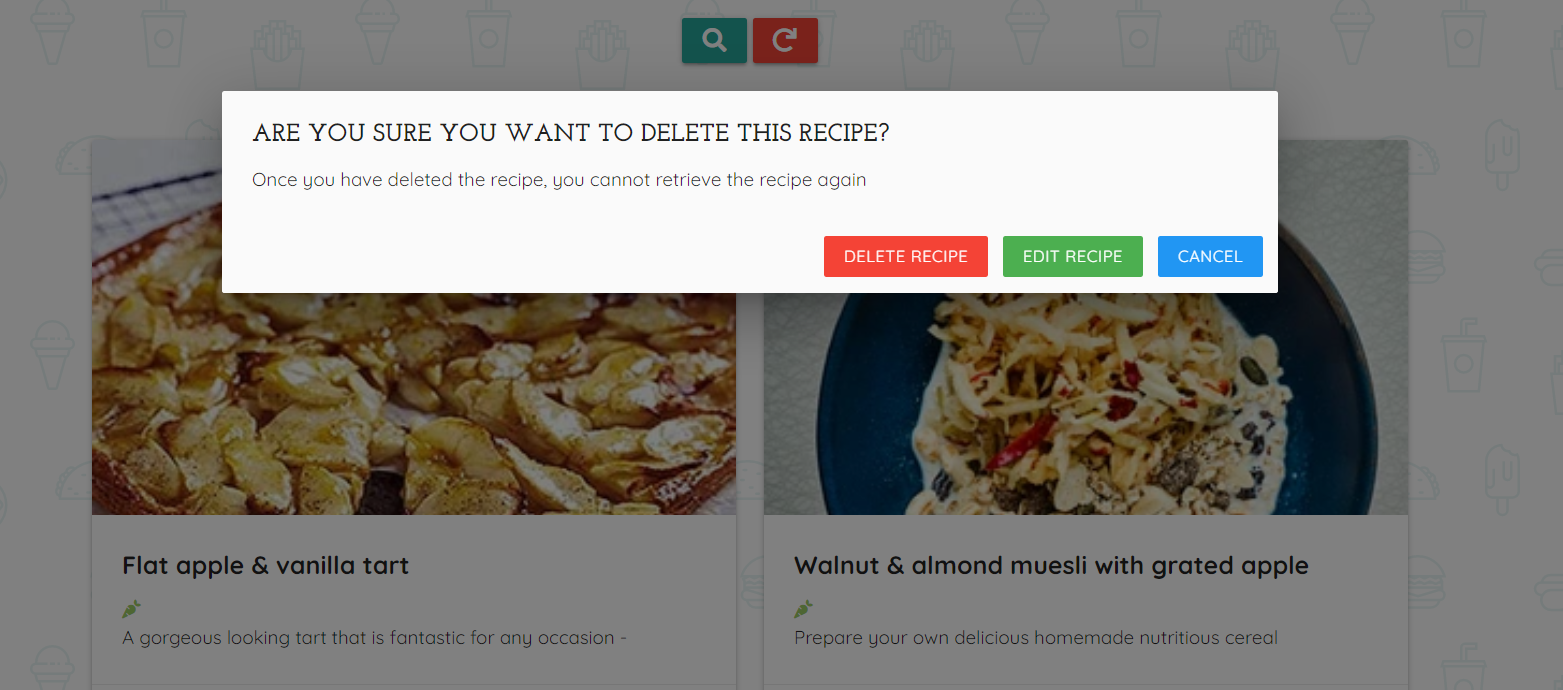 ARE YOU SURE YOU WANT TO DELETE THIS RECIPE?
Once you have deleted the recipe, you cannot retrieve the recipe again
DELETE RECIPE
EDIT RECIPE
CANCEL
Flat apple & vanilla tart
A gorgeous looking tart that is fantastic for any occasion -
Walnut & almond muesli with grated apple
Prepare your own delicious homemade nutritious cereal